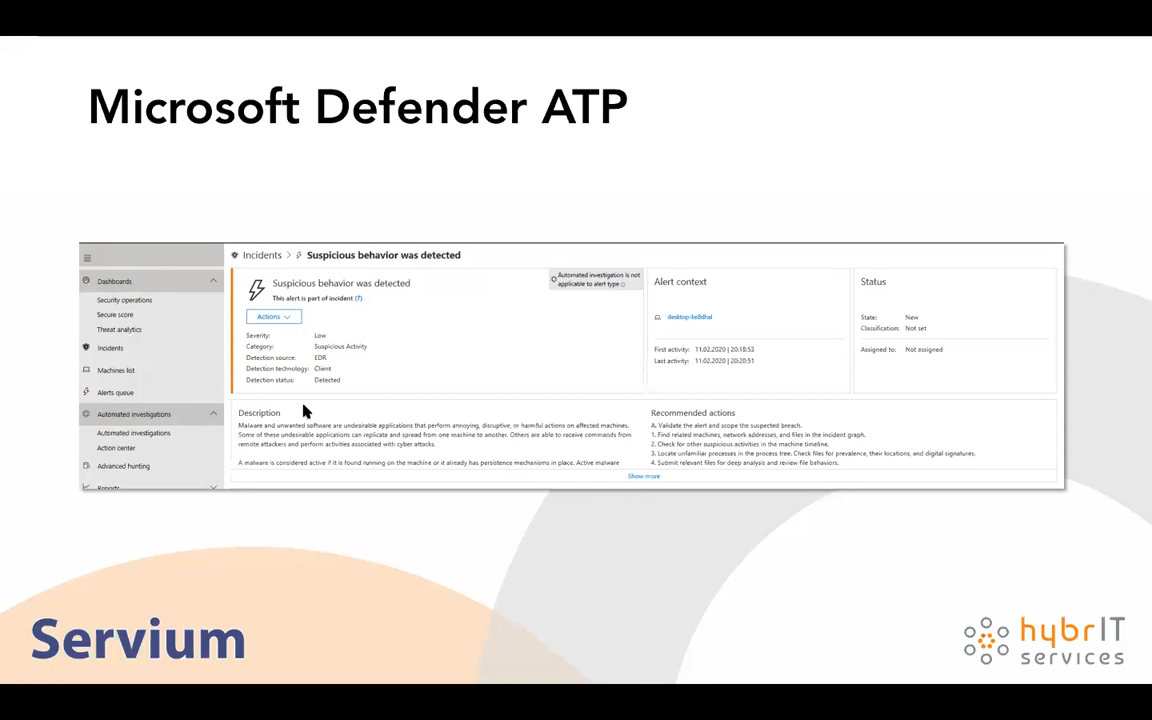 Microsoft Defender ATP
Incidents > Suspicious behavior was detected
Dashboards
Security operations
Secure score
Threat analytics
Incidents
Machines list
Alerts queue
Automated investigations
Automated investigations
Action center
Advanced hunting
Reports
Suspicious behavior was detected
This alert is part of incident (7)
Automated investigation is not
applicable to alert type
Actions
Severity: Low
Category: Suspicious Activity
Detection source: EDR
Detection technology: Client
Detection status: Detected
Alert context
First activity: 11.02.2020 | 20:18:53
Last activity: 11.02.2020 | 20:20:51
Status
State: New
Classification: Not set
Assigned to: Not assigned
Description
Malware and unwanted software are undesirable applications that perform annoying, disruptive, or harmful actions on affected machines.
Some of these undesirable applications can replicate and spread from one machine to another. Others are able to receive commands from
remote attackers and perform activities associated with cyber attacks.
A malware is considered active if it is found running on the machine or it already has persistence mechanisms in place. Active malware
Recommended actions
A. Validate the alert and scope the suspected breach.
1. Find related machines, network addresses, and files in the incident graph.
2. Check for other suspicious activities in the machine timeline.
3. Locate unfamiliar processes in the process tree. Check files for prevalence, their locations, and digital signatures.
4. Submit relevant files for deep analysis and review file behaviors.
Show more
Servium
hybrIT
services